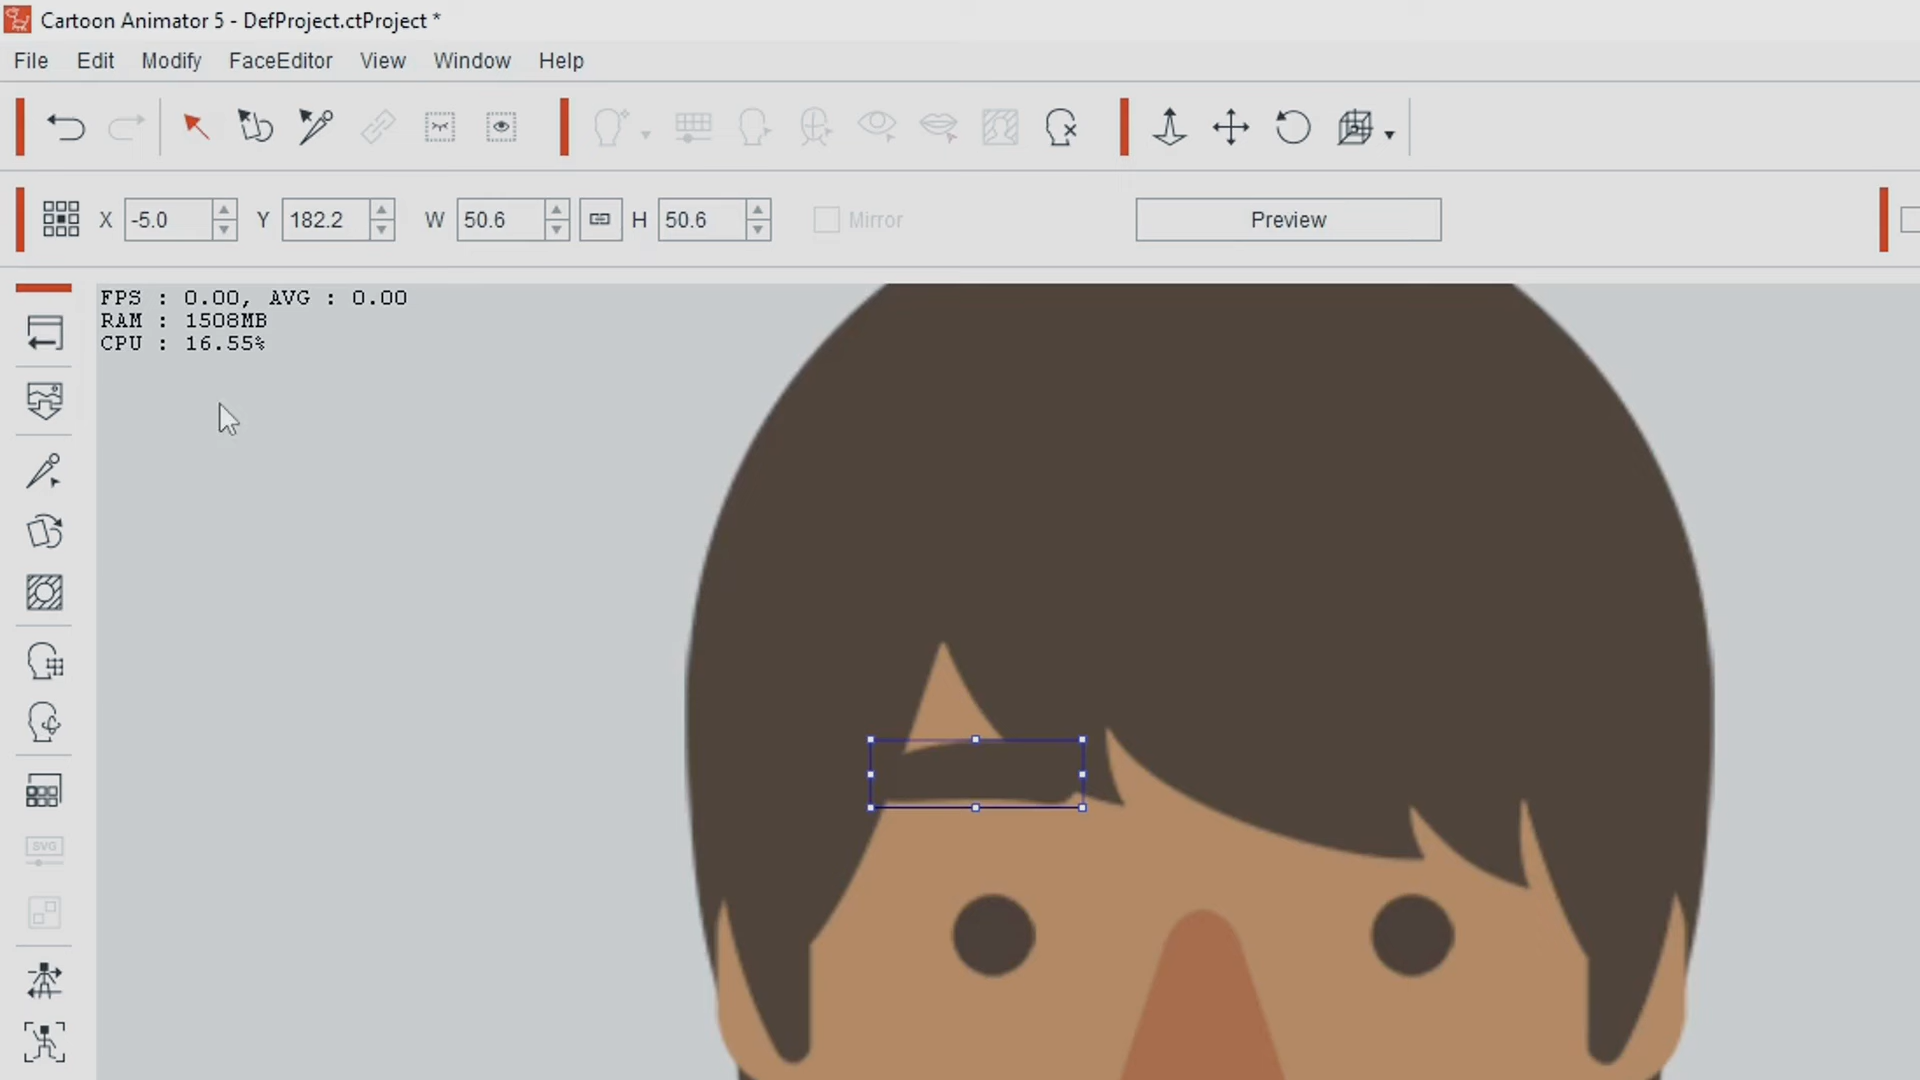 Cartoon Animator 5 - DefProject.ctProject *
File Edit Modify FaceEditor View Window Help
X -5.0 Y 182.2 W 50.6 H 50.6 Mirror Preview
FPS : 0.00, AVG : 0.00
RAM : 1508MB
CPU : 16.55%
SVG